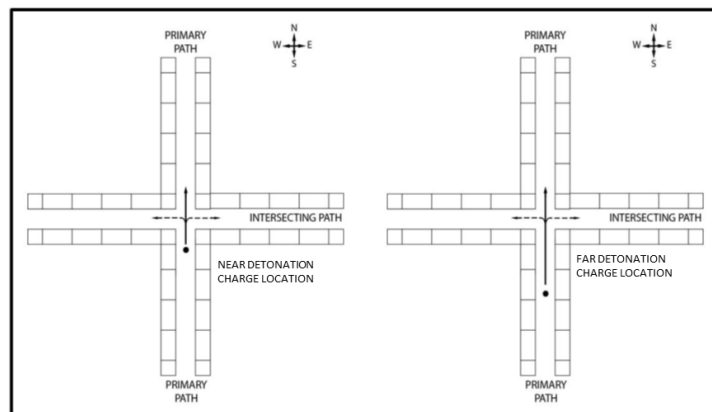 PRIMARY
PATH
N
W E
S
INTERSECTING PATH
NEAR DETONATION
CHARGE LOCATION
PRIMARY
PATH
PRIMARY
PATH
N
W E
S
INTERSECTING PATH
FAR DETONATION
CHARGE LOCATION
PRIMARY
PATH